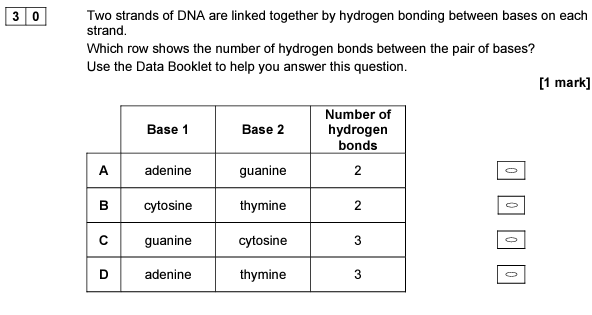 3 0
Two strands of DNA are linked together by hydrogen bonding between bases on each
strand.
Which row shows the number of hydrogen bonds between the pair of bases?
Use the Data Booklet to help you answer this question.
[1 mark]
Base 1 Base 2 Number of hydrogen bonds
A adenine guanine 2
B cytosine thymine 2
C guanine cytosine 3
D adenine thymine 3